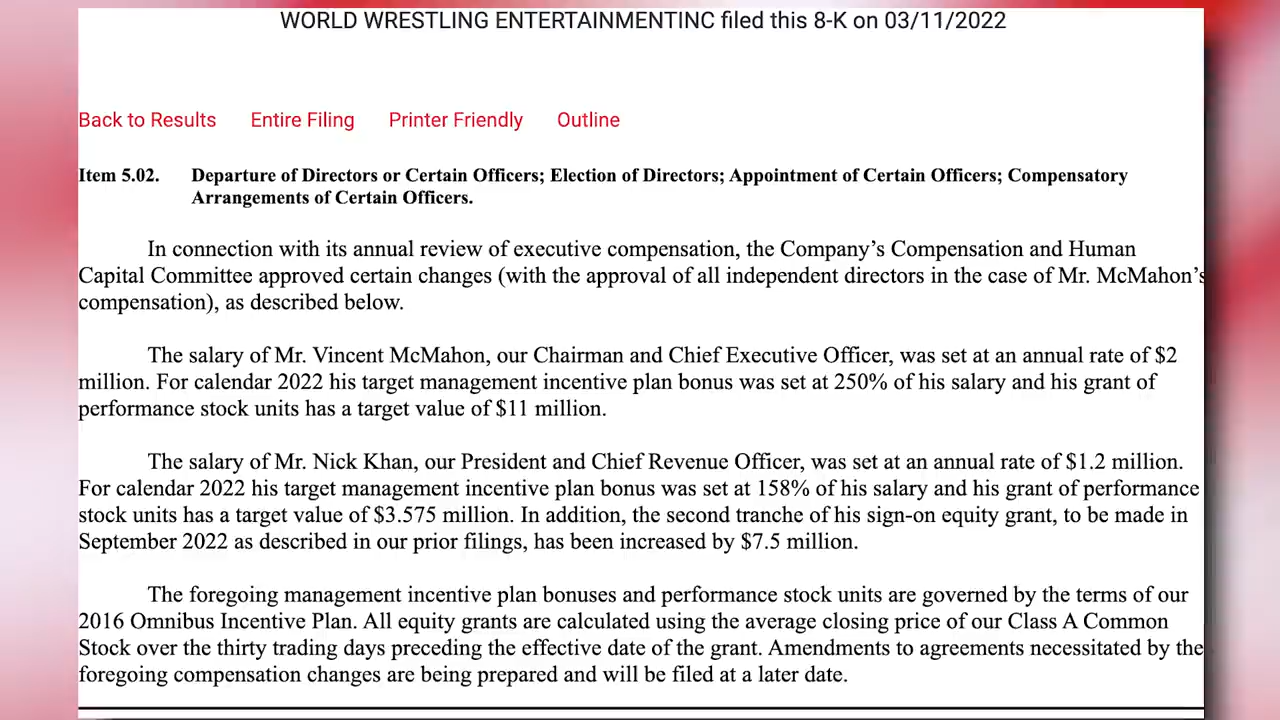 WORLD WRESTLING ENTERTAINMENTINC filed this 8-K on 03/11/2022
Back to Results Entire Filing Printer Friendly Outline
Item 5.02. Departure of Directors or Certain Officers; Election of Directors; Appointment of Certain Officers; Compensatory
Arrangements of Certain Officers.
In connection with its annual review of executive compensation, the Company’s Compensation and Human
Capital Committee approved certain changes (with the approval of all independent directors in the case of Mr. McMahon’s
compensation), as described below.
The salary of Mr. Vincent McMahon, our Chairman and Chief Executive Officer, was set at an annual rate of $2
million. For calendar 2022 his target management incentive plan bonus was set at 250% of his salary and his grant of
performance stock units has a target value of $11 million.
The salary of Mr. Nick Khan, our President and Chief Revenue Officer, was set at an annual rate of $1.2 million.
For calendar 2022 his target management incentive plan bonus was set at 158% of his salary and his grant of performance
stock units has a target value of $3.575 million. In addition, the second tranche of his sign-on equity grant, to be made in
September 2022 as described in our prior filings, has been increased by $7.5 million.
The foregoing management incentive plan bonuses and performance stock units are governed by the terms of our
2016 Omnibus Incentive Plan. All equity grants are calculated using the average closing price of our Class A Common
Stock over the thirty trading days preceding the effective date of the grant. Amendments to agreements necessitated by the
foregoing compensation changes are being prepared and will be filed at a later date.